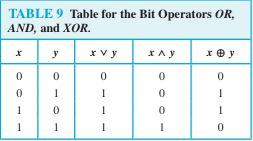 TABLE 9 Table for the Bit Operators OR,
AND, and XOR.
x y x ∨ y x ∧ y x ⊕ y
0 0 0 0 0
0 1 1 0 1
1 0 1 0 1
1 1 1 1 0